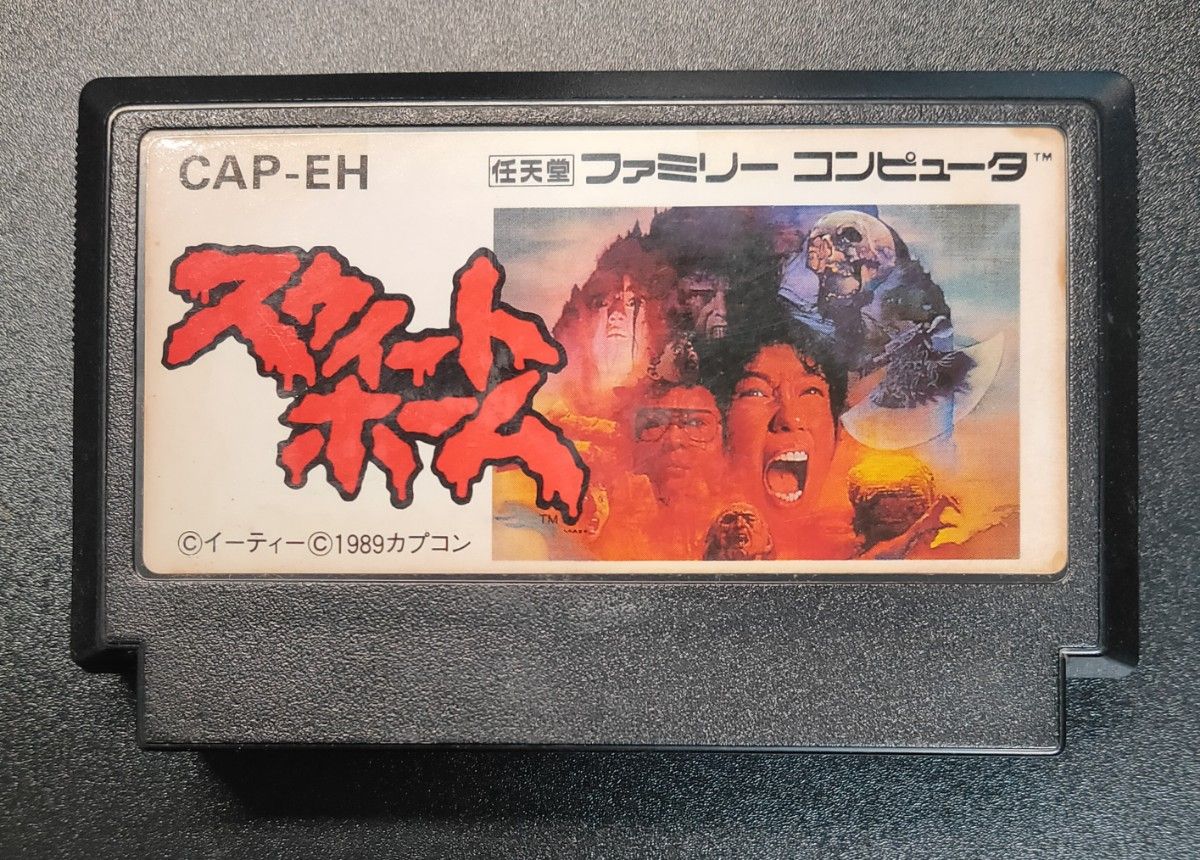 CAP-EH
任天堂 ファミリー コンピュータ™
スウィート
ホーム
TM
©イーティー©1989カプコン